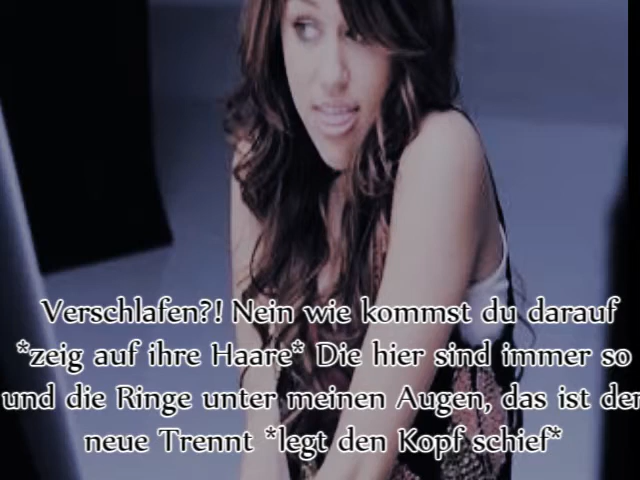 Verschlafen?! Nein wie kommst du darauf
*zeig auf ihre Haare* Die hier sind immer so
und die Ringe unter meinen Augen, das ist der
neue Trennt *legt den Kopf schief*